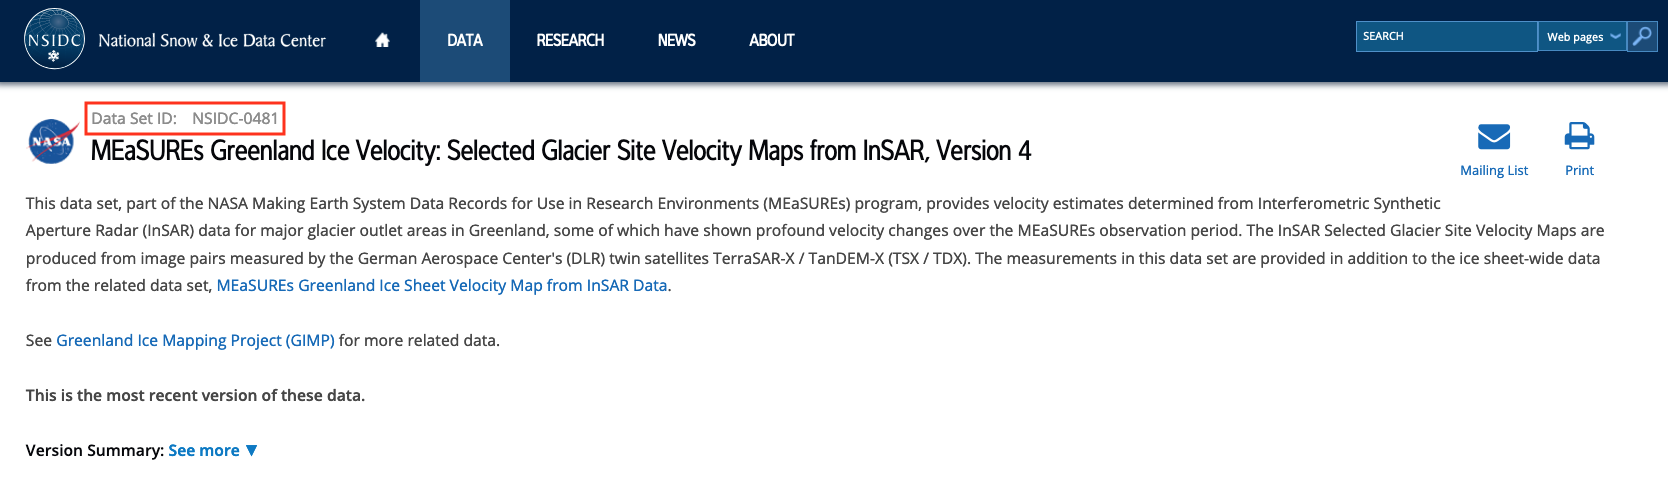 NSIDC
National Snow & Ice Data Center
DATA
RESEARCH
NEWS
ABOUT
SEARCH
Web pages
NASA
Data Set ID: NSIDC-0481
MEaSUREs Greenland Ice Velocity: Selected Glacier Site Velocity Maps from InSAR, Version 4
Mailing List
Print
This data set, part of the NASA Making Earth System Data Records for Use in Research Environments (MEaSUREs) program, provides velocity estimates determined from Interferometric Synthetic
Aperture Radar (InSAR) data for major glacier outlet areas in Greenland, some of which have shown profound velocity changes over the MEaSUREs observation period. The InSAR Selected Glacier Site Velocity Maps are
produced from image pairs measured by the German Aerospace Center's (DLR) twin satellites TerraSAR-X / TanDEM-X (TSX / TDX). The measurements in this data set are provided in addition to the ice sheet-wide data
from the related data set, MEaSUREs Greenland Ice Sheet Velocity Map from InSAR Data.
See Greenland Ice Mapping Project (GIMP) for more related data.
This is the most recent version of these data.
Version Summary: See more ▼